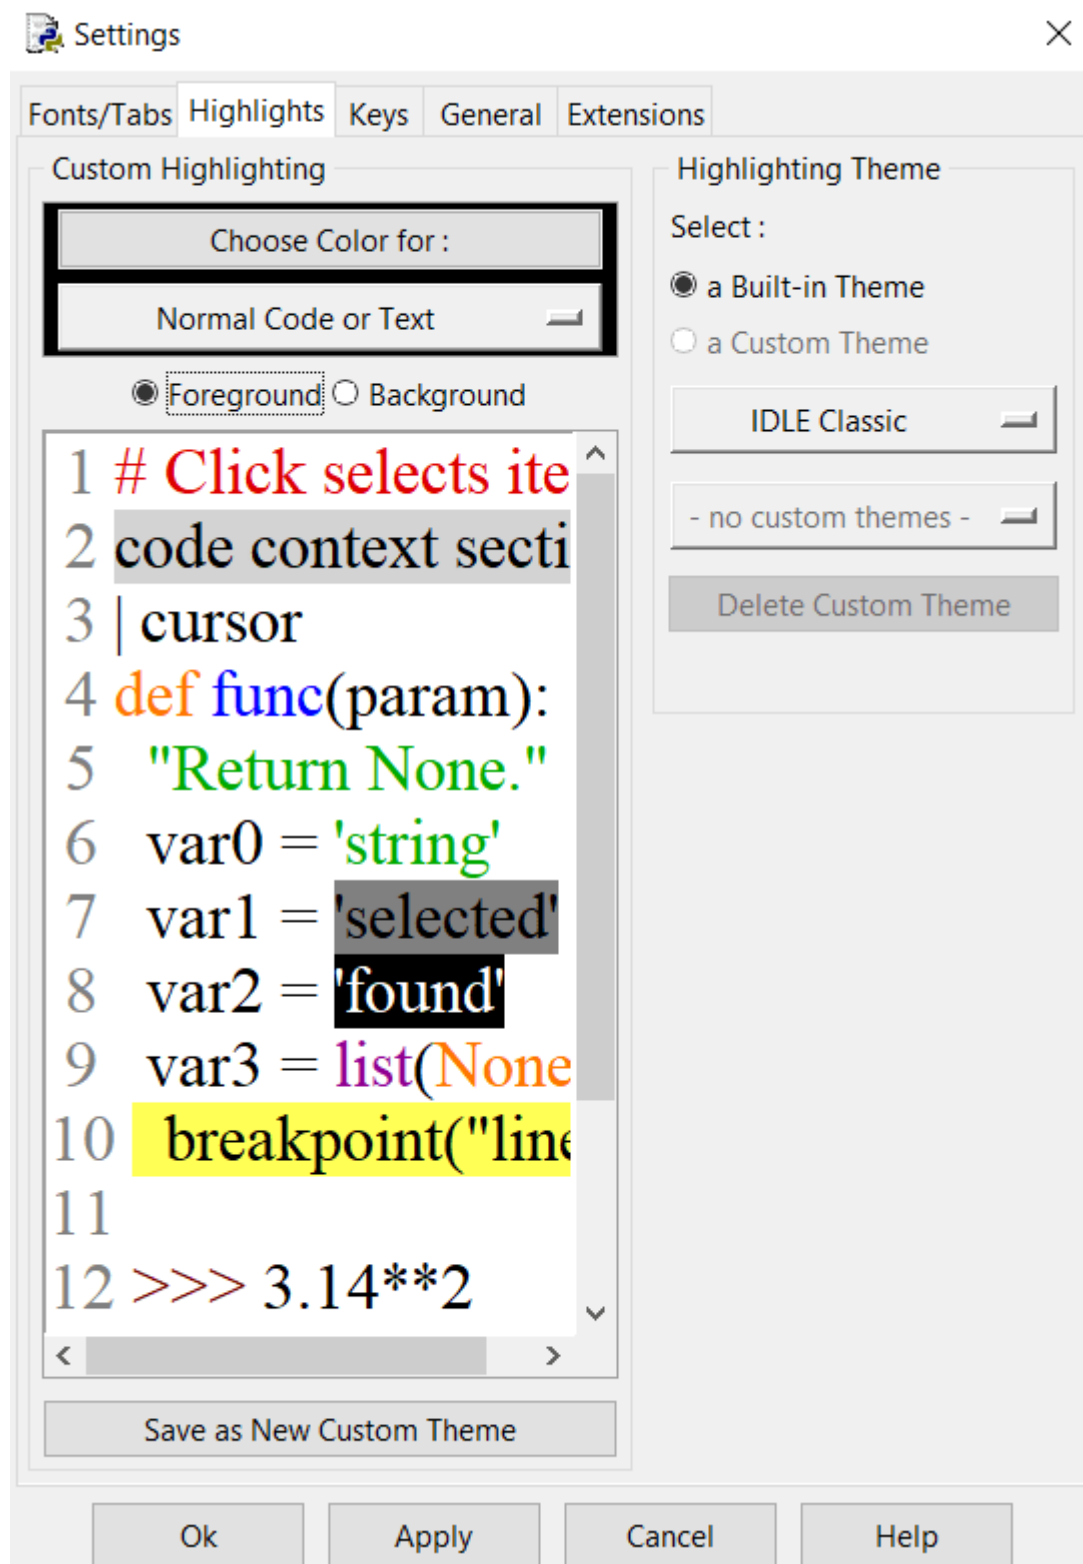 Settings
Fonts/Tabs Highlights Keys General Extensions
Custom Highlighting
Choose Color for :
Normal Code or Text
Foreground Background
1 # Click selects ite
2 code context secti
3 | cursor
4 def func(param):
5 "Return None."
6 var0 = 'string'
7 var1 = 'selected'
8 var2 = 'found'
9 var3 = list(None
10 breakpoint("line
11
12 >>> 3.14**2
Save as New Custom Theme
Highlighting Theme
Select :
a Built-in Theme
a Custom Theme
IDLE Classic
- no custom themes -
Delete Custom Theme
Ok Apply Cancel Help